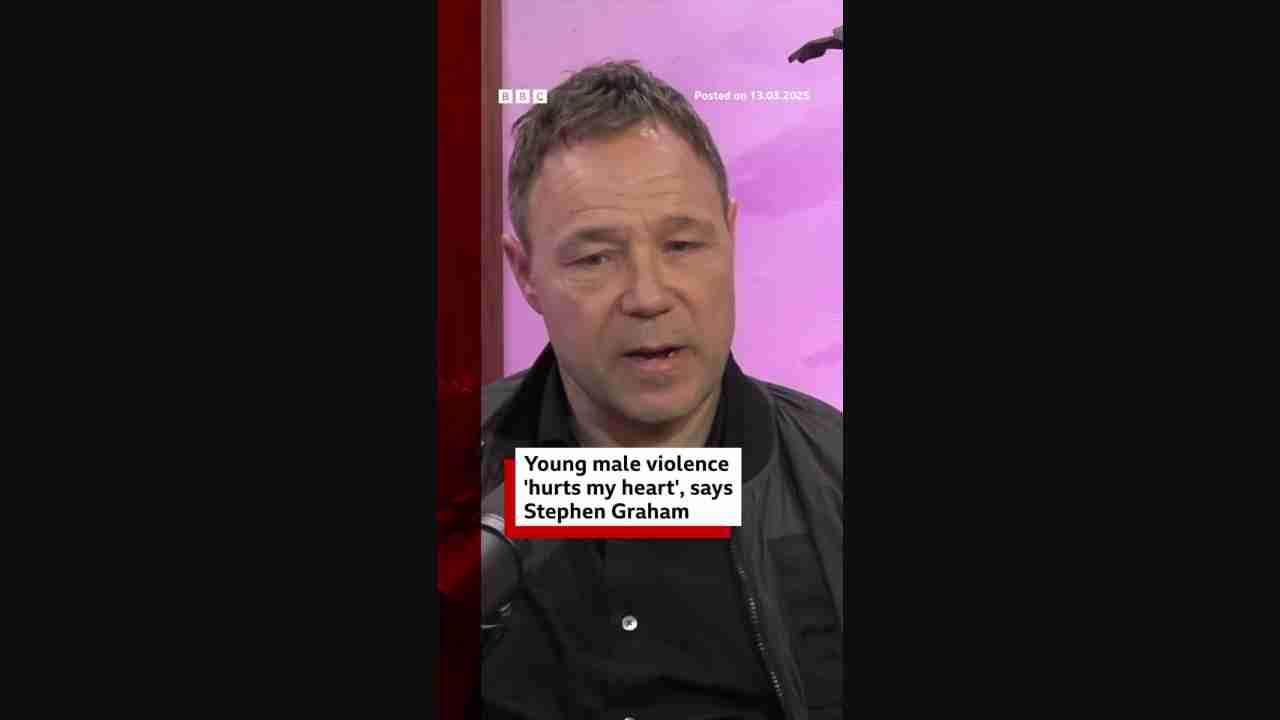 BBC
Posted on 13.03.2025
Young male violence
'hurts my heart', says
Stephen Graham